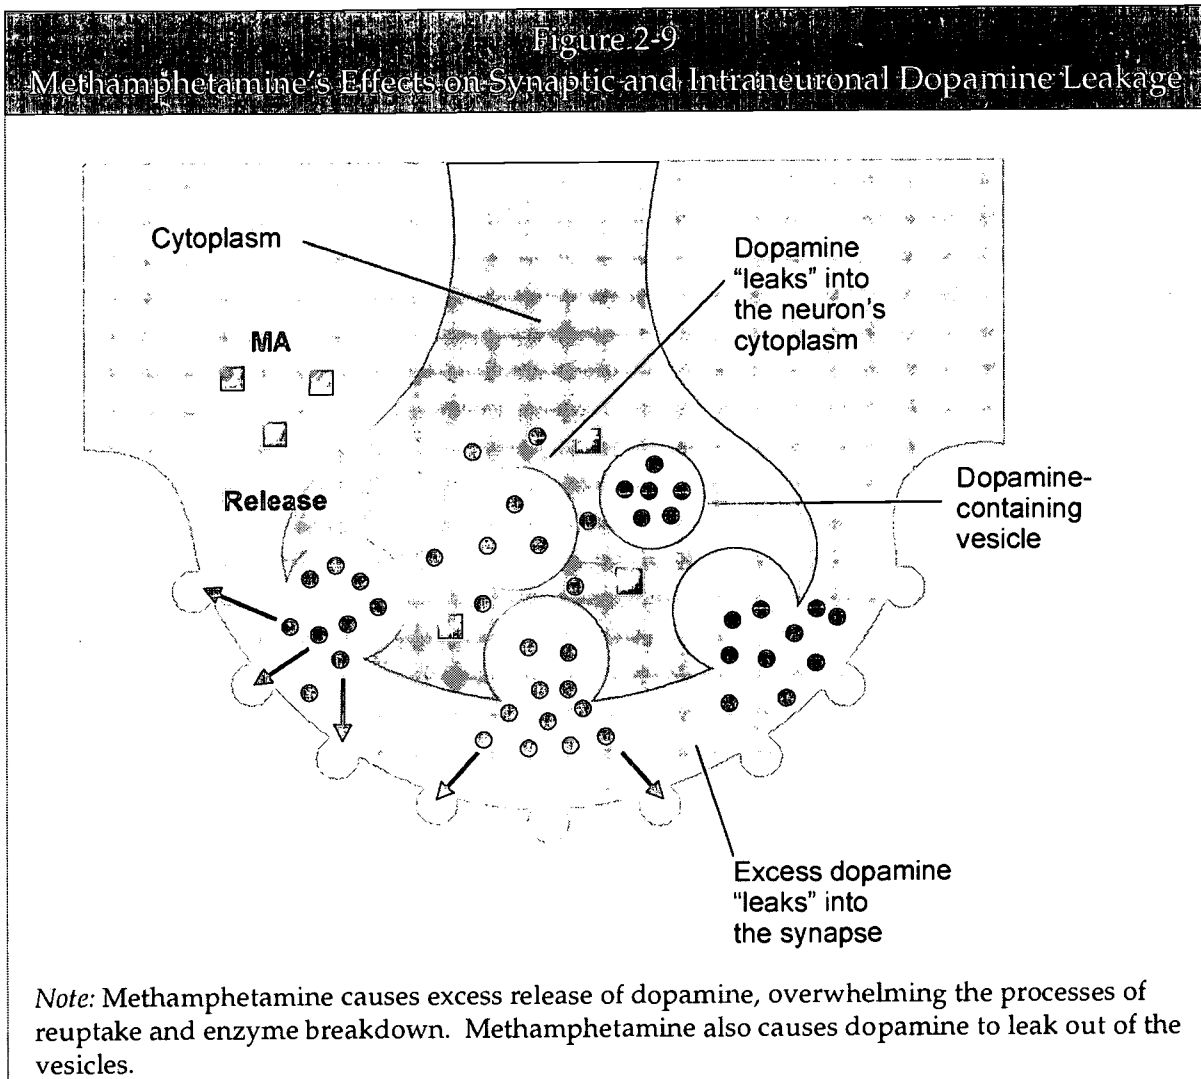 Figure 2-9
Methamphetamine's Effects on Synaptic and Intraneuronal Dopamine Leakage
Cytoplasm
Dopamine
“leaks” into
the neuron's
cytoplasm
MA
Release
Dopamine-
containing
vesicle
Excess dopamine
“leaks” into
the synapse
Note: Methamphetamine causes excess release of dopamine, overwhelming the processes of
reuptake and enzyme breakdown. Methamphetamine also causes dopamine to leak out of the
vesicles.